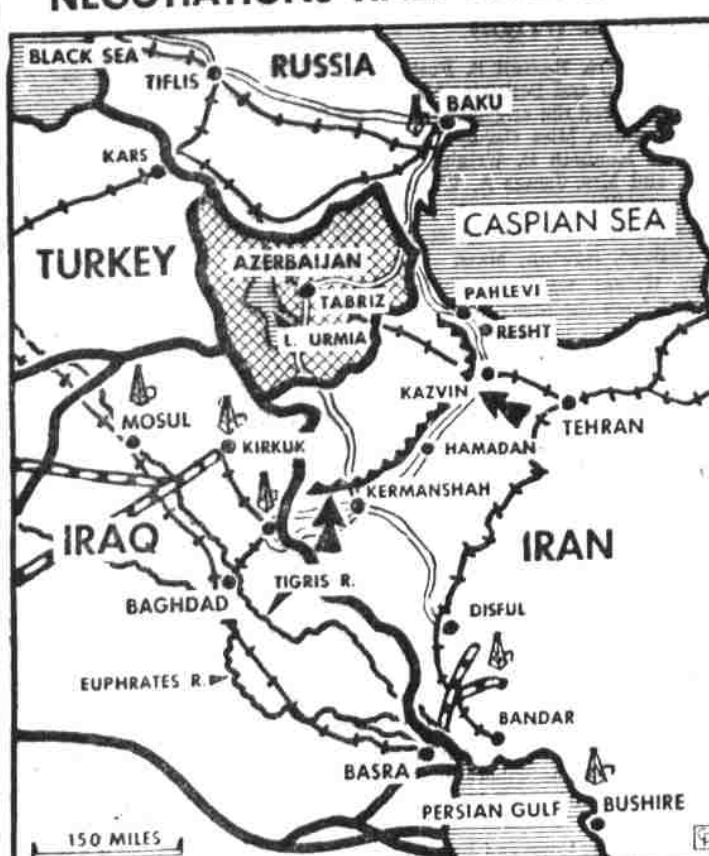 BLACK SEA
TIFLIS
RUSSIA
BAKU
KARS
CASPIAN SEA
TURKEY
AZERBAIJAN
TABRIZ
L. URMIA
PAHLEVI
RESHT
KAZVIN
TEHRAN
MOSUL
KIRKUK
HAMADAN
KERMANSHAH
IRAQ
IRAN
BAGHDAD
TIGRIS R.
DISFUL
EUPHRATES R.
BANDAR
BASRA
PERSIAN GULF
BUSHIRE
150 MILES
CP